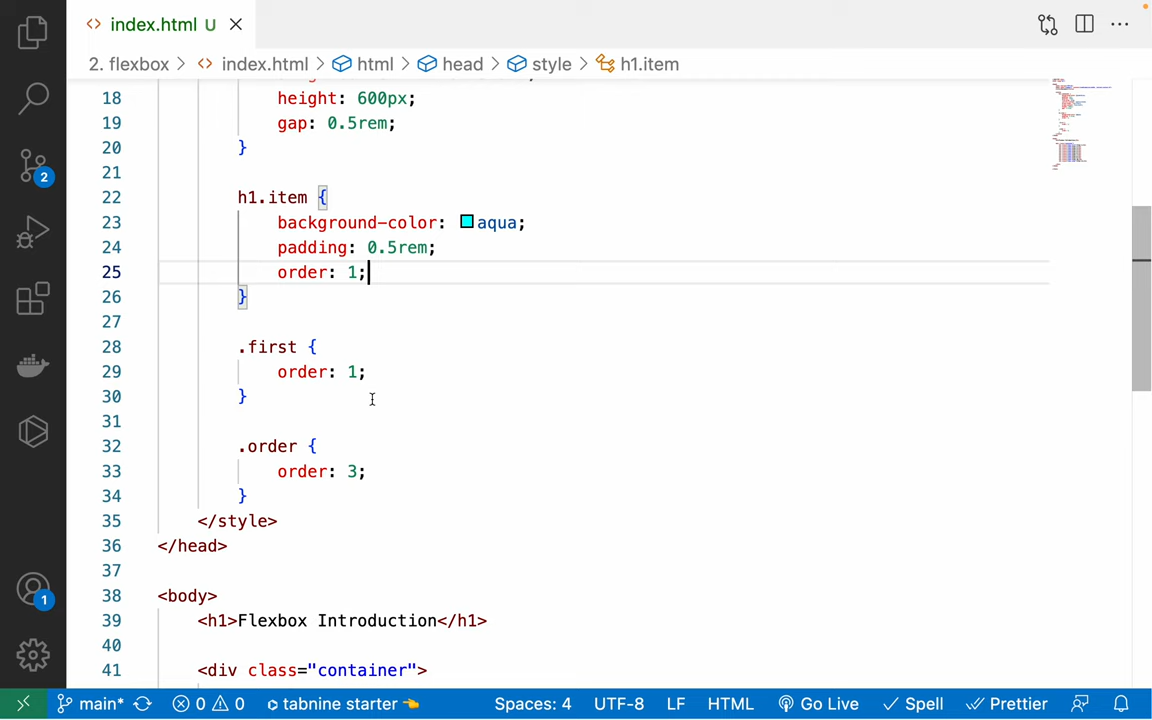 index.html U
2. flexbox > index.html > html > head > style > h1.item
18 height: 600px;
19 gap: 0.5rem;
20 }
21
22 h1.item {
23 background-color: aqua;
24 padding: 0.5rem;
25 order: 1;
26 }
27
28 .first {
29 order: 1;
30 }
31
32 .order {
33 order: 3;
34 }
35 </style>
36 </head>
37
38 <body>
39 <h1>Flexbox Introduction</h1>
40
41 <div class="container">
2
1
main* 0 0 tabnine starter 👈 Spaces: 4 UTF-8 LF HTML Go Live Spell Prettier